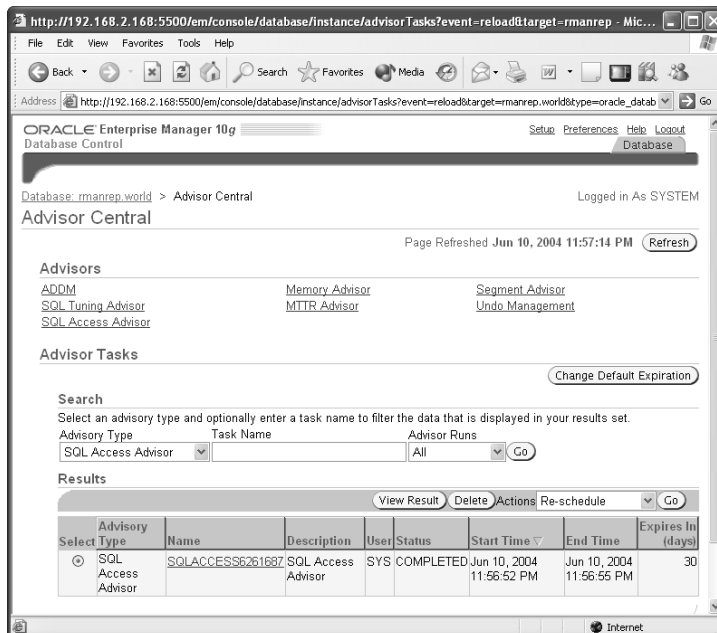 http://192.168.2.168:5500/em/console/database/instance/advisorTasks?event=reload&target=rmanrep - Mic...
File Edit View Favorites Tools Help
Back Search Favorites Media
Address http://192.168.2.168:5500/em/console/database/instance/advisorTasks?event=reload&target=rmanrep.world&type=oracle_datab Go
ORACLE Enterprise Manager 10g
Setup Preferences Help Logout
Database Control
Database
Database: rmanrep.world > Advisor Central
Logged in As SYSTEM
Advisor Central
Page Refreshed Jun 10, 2004 11:57:14 PM Refresh
Advisors
ADDM Memory Advisor Segment Advisor
SQL Tuning Advisor MTTR Advisor Undo Management
SQL Access Advisor
Advisor Tasks
Change Default Expiration
Search
Select an advisory type and optionally enter a task name to filter the data that is displayed in your results set.
Advisory Type Task Name Advisor Runs
SQL Access Advisor All Go
Results
View Result Delete Actions Re-schedule Go
Select Advisory Type Name Description User Status Start Time End Time Expires In (days)
SQL Access Advisor SQLACCESS6261687 SQL Access Advisor SYS COMPLETED Jun 10, 2004 11:56:52 PM Jun 10, 2004 11:56:55 PM 30
Internet